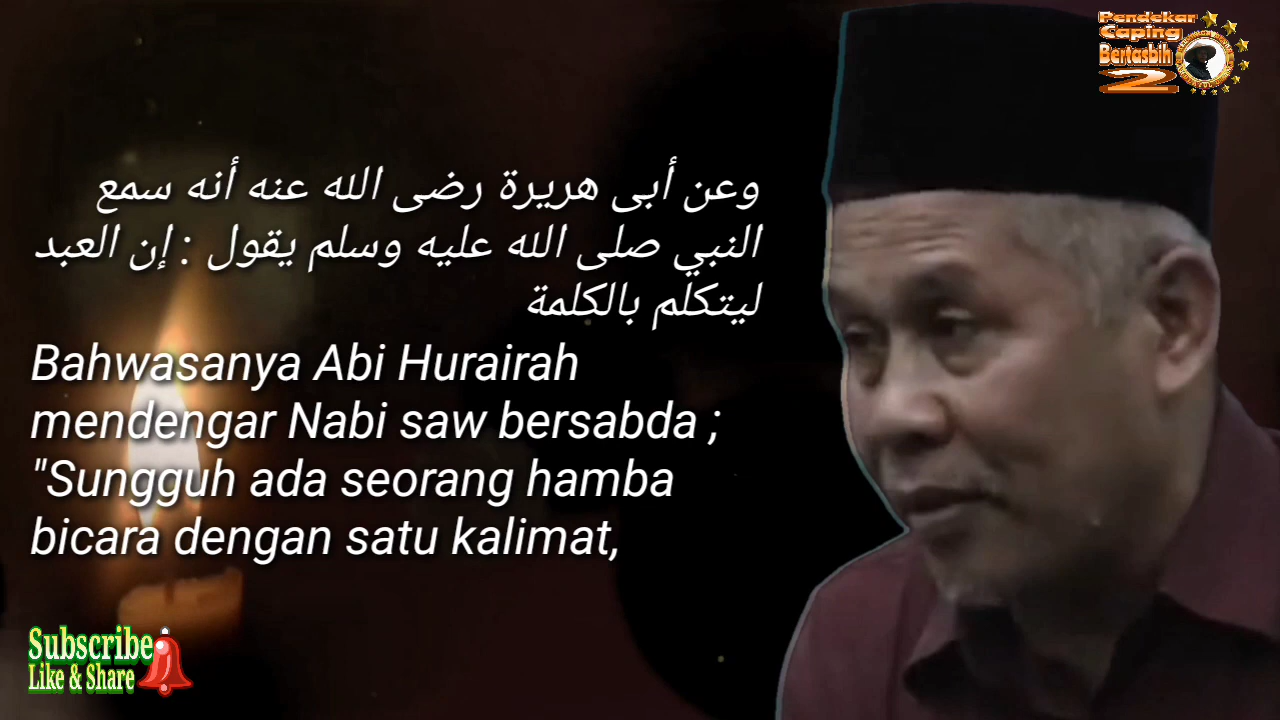 Pendekar
Caping
Bertasbih
2
وعن أبى هريرة رضى الله عنه أنه سمع
النبي صلى الله عليه وسلم يقول : إن العبد
ليتكلم بالكلمة
Bahwasanya Abi Hurairah
mendengar Nabi saw bersabda ;
"Sungguh ada seorang hamba
bicara dengan satu kalimat,
Subscribe
Like & Share